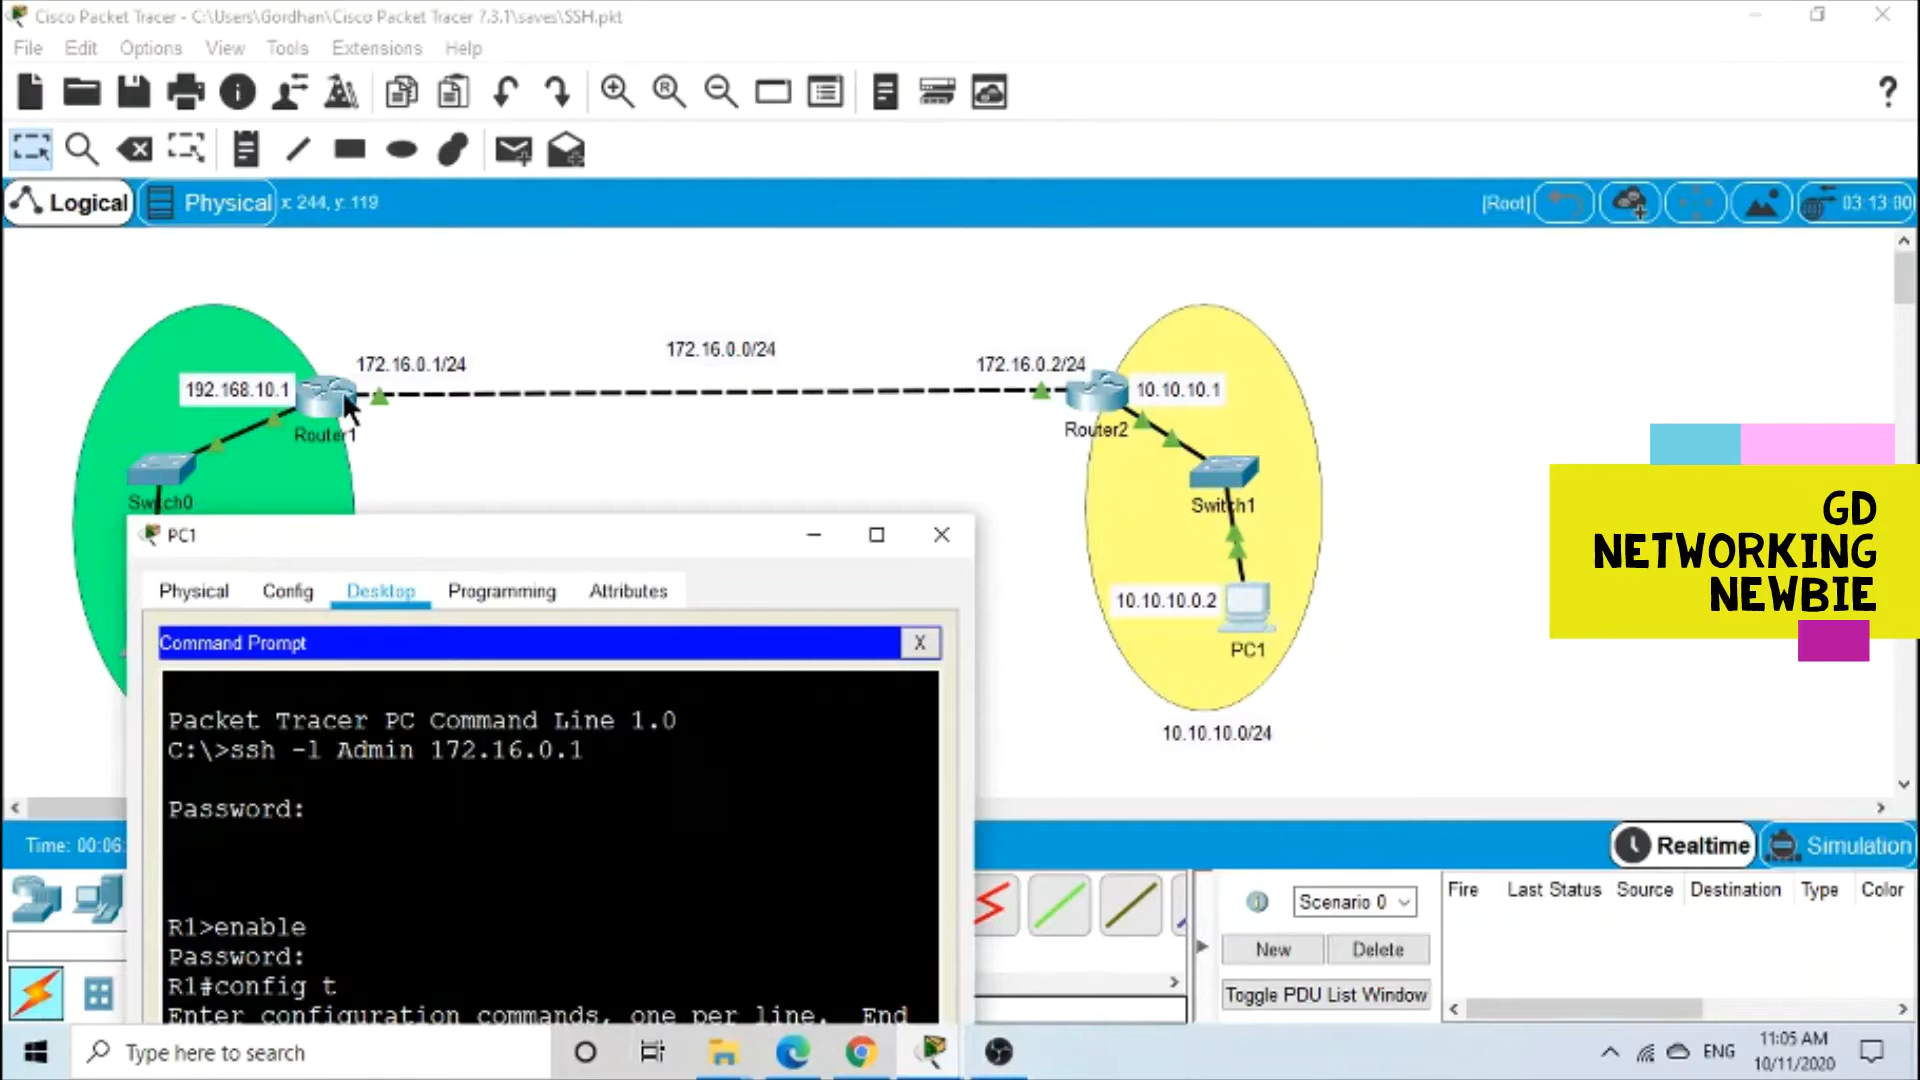 Cisco Packet Tracer - C:\Users\Gordhan\Cisco Packet Tracer 7.3.1\saves\SSH.pkt
File Edit Options View Tools Extensions Help
R
?
Logical Physical x: 244, y: 119 [Root] 03:13:00
172.16.0.1/24
172.16.0.0/24
172.16.0.2/24
192.168.10.1
10.10.10.1
Router1
Router2
Switch0
Switch1
10.10.10.0.2
PC1
10.10.10.0/24
GD
NETWORKING
NEWBIE
PC1
Physical Config Desktop Programming Attributes
Command Prompt X
Packet Tracer PC Command Line 1.0
C:\>ssh -l Admin 172.16.0.1
Password:
R1>enable
Password:
R1#config t
Enter configuration commands, one per line. End
Time: 00:06:
Realtime Simulation
Scenario 0
New Delete
Toggle PDU List Window
Fire Last Status Source Destination Type Color
Type here to search
ENG
11:05 AM
10/11/2020